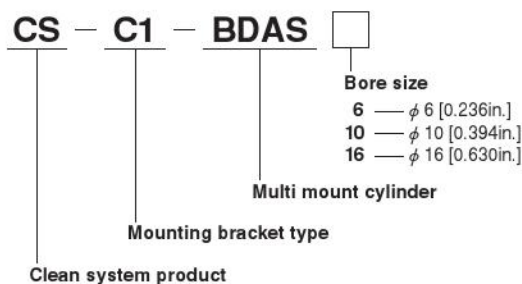 CS − C1 − BDAS □
Bore size
6 — ϕ 6 [0.236in.]
10 — ϕ 10 [0.394in.]
16 — ϕ 16 [0.630in.]
Multi mount cylinder
Mounting bracket type
Clean system product